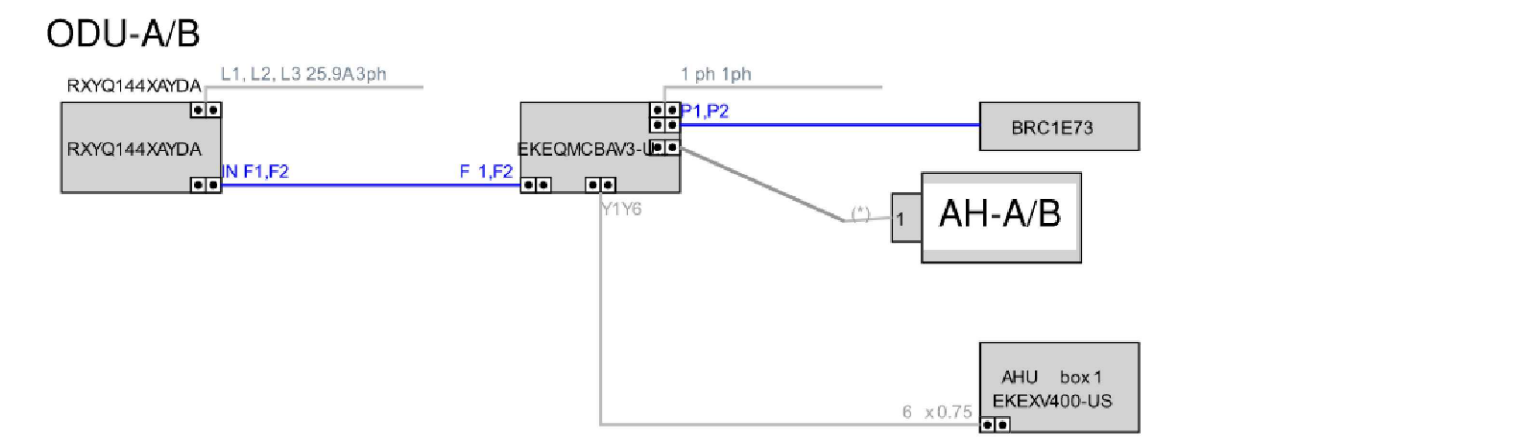 ODU-A/B
RXYQ144XAYDA
L1, L2, L3 25.9A3ph
1 ph 1ph
P1,P2
BRC1E73
RXYQ144XAYDA
EKEQMCBAV3-U
IN F1,F2
F 1,F2
Y1Y6
(*)
1
AH-A/B
AHU box 1
EKEXV400-US
6 x0.75